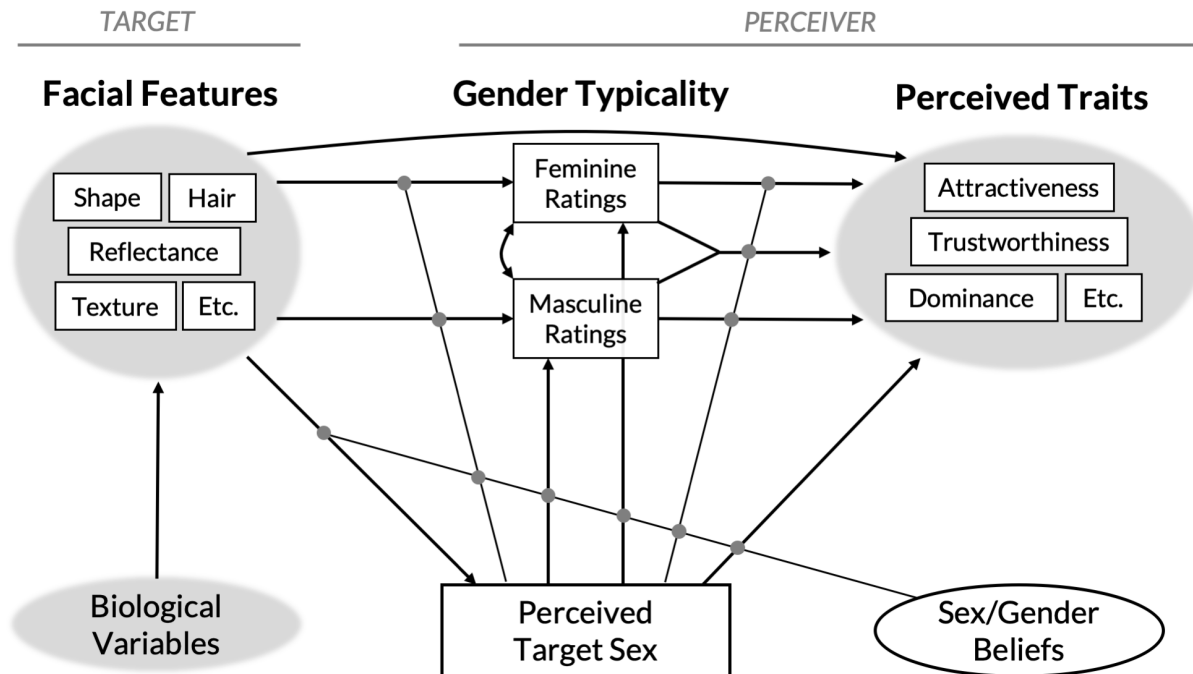 TARGET
PERCEIVER
Facial Features
Gender Typicality
Perceived Traits
Shape
Hair
Reflectance
Texture
Etc.
Feminine
Ratings
Masculine
Ratings
Attractiveness
Trustworthiness
Dominance
Etc.
Biological
Variables
Perceived
Target Sex
Sex/Gender
Beliefs